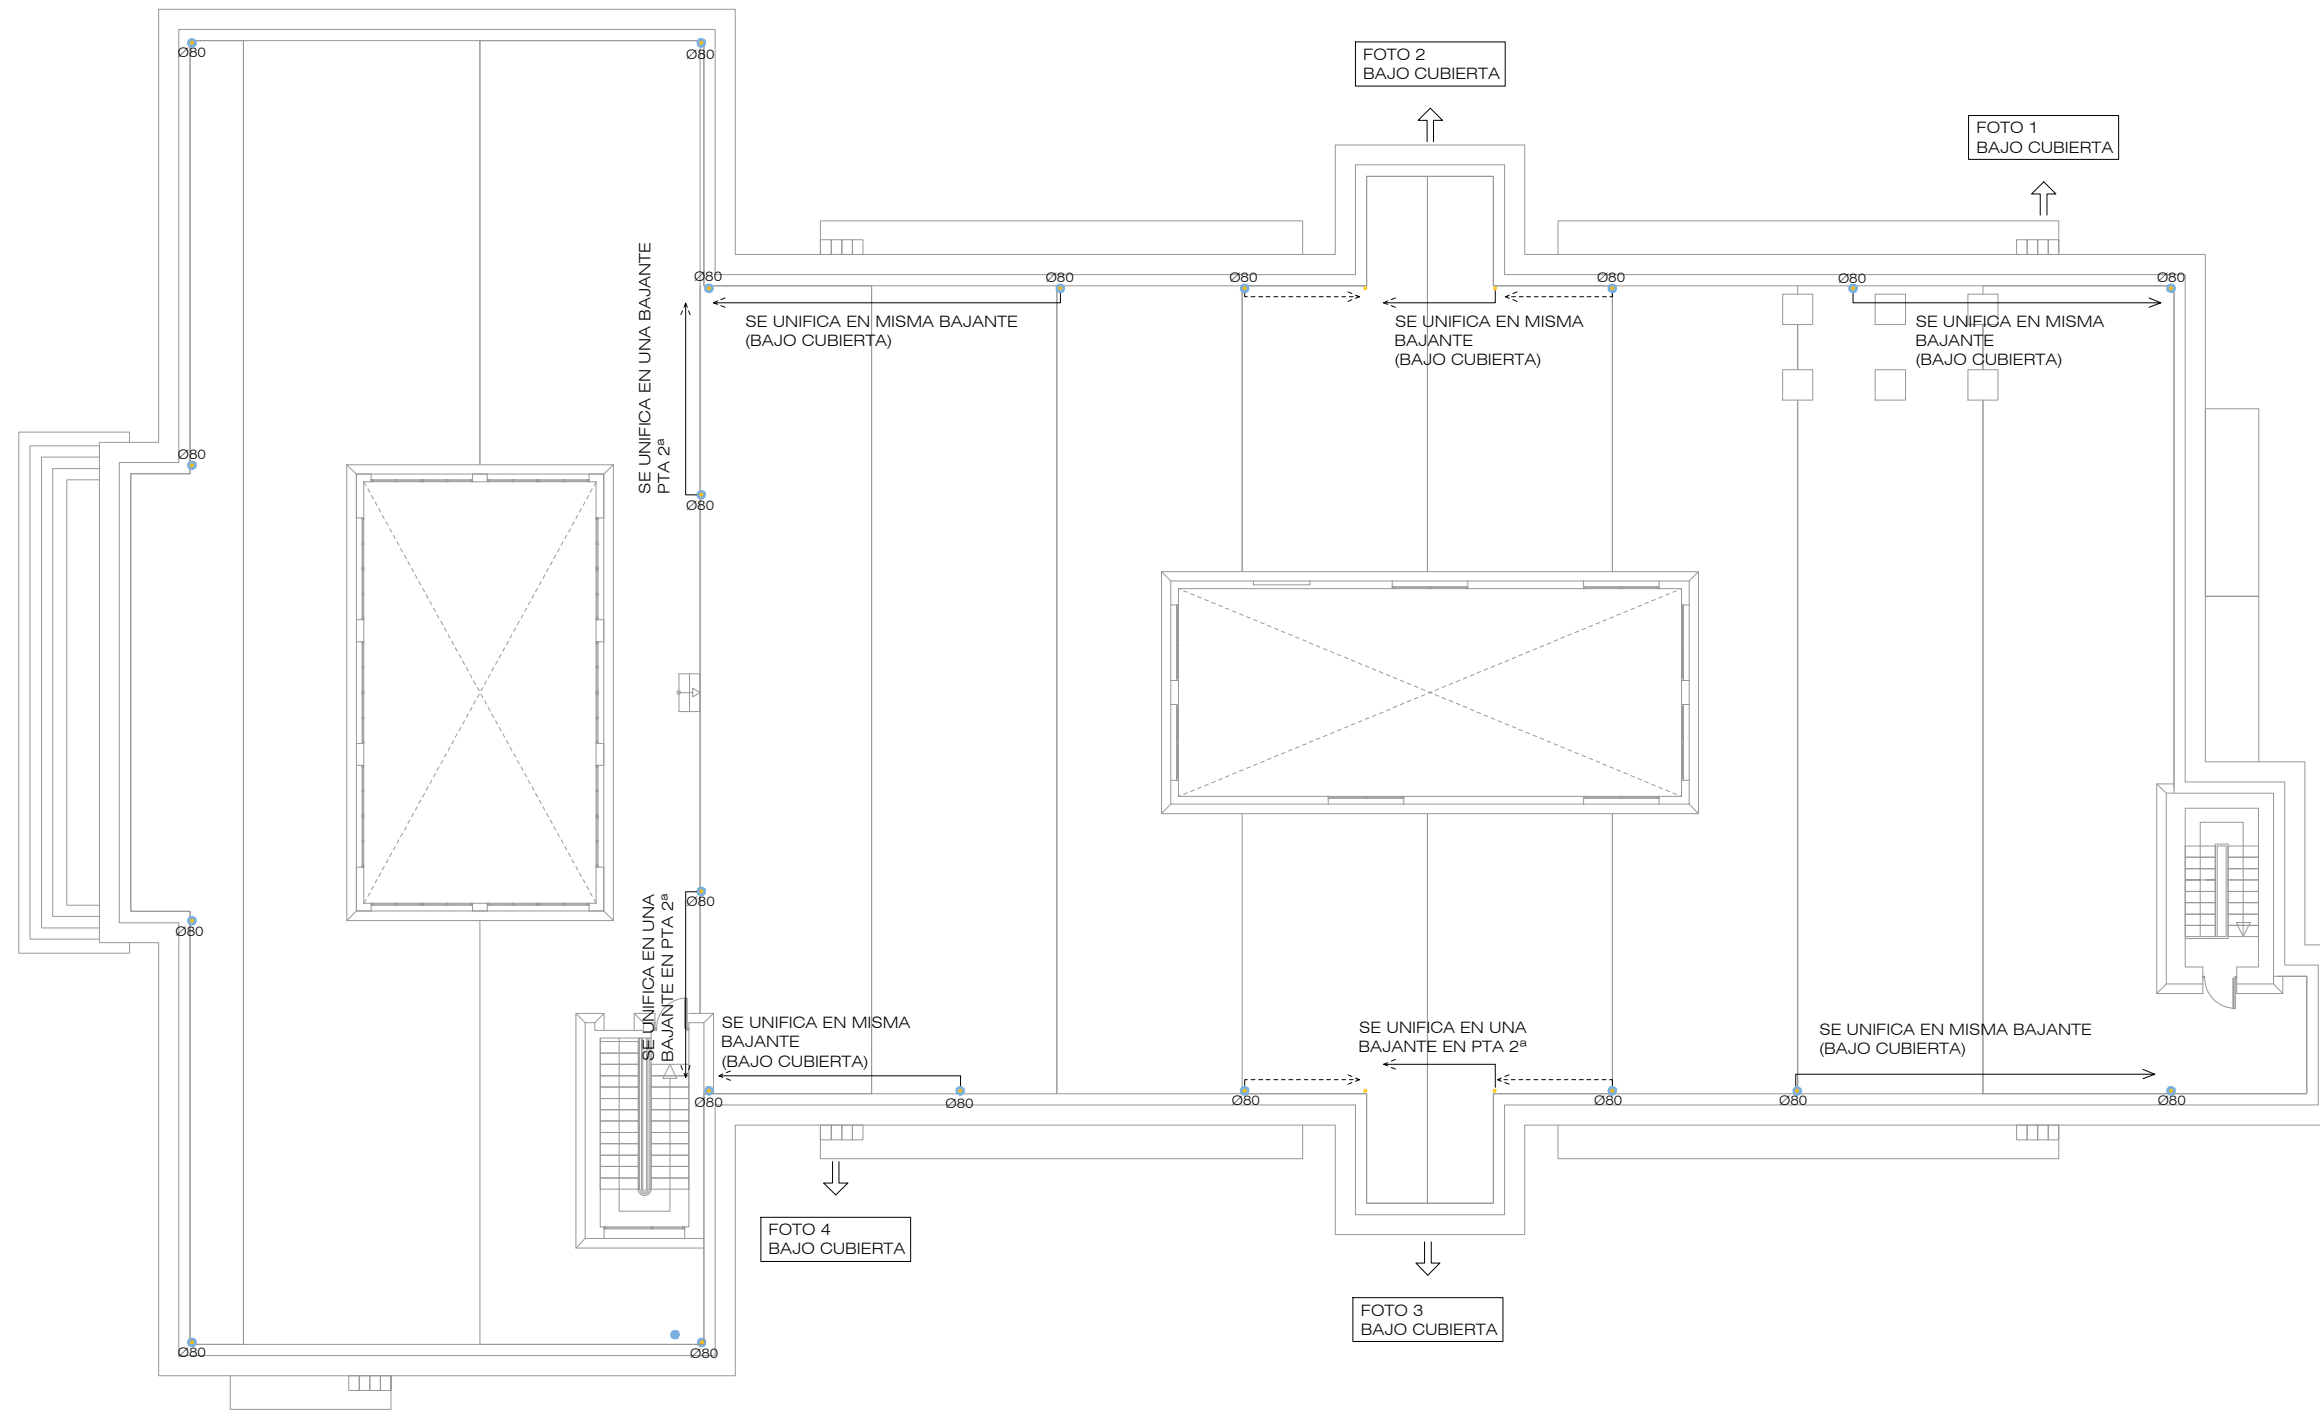 Ø80
Ø80
FOTO 2
BAJO CUBIERTA
FOTO 1
BAJO CUBIERTA
Ø80
Ø80
Ø80
Ø80
Ø80
Ø80
SE UNIFICA EN UNA BAJANTE
PTA 2ª
SE UNIFICA EN MISMA BAJANTE
(BAJO CUBIERTA)
SE UNIFICA EN MISMA
BAJANTE
(BAJO CUBIERTA)
SE UNIFICA EN MISMA
BAJANTE
(BAJO CUBIERTA)
Ø80
Ø80
Ø80
Ø80
SE UNIFICA EN UNA
BAJANTE EN PTA 2ª
SE UNIFICA EN MISMA
BAJANTE
(BAJO CUBIERTA)
SE UNIFICA EN UNA
BAJANTE EN PTA 2ª
SE UNIFICA EN MISMA BAJANTE
(BAJO CUBIERTA)
Ø80
Ø80
Ø80
Ø80
Ø80
Ø80
FOTO 4
BAJO CUBIERTA
FOTO 3
BAJO CUBIERTA
Ø80
Ø80